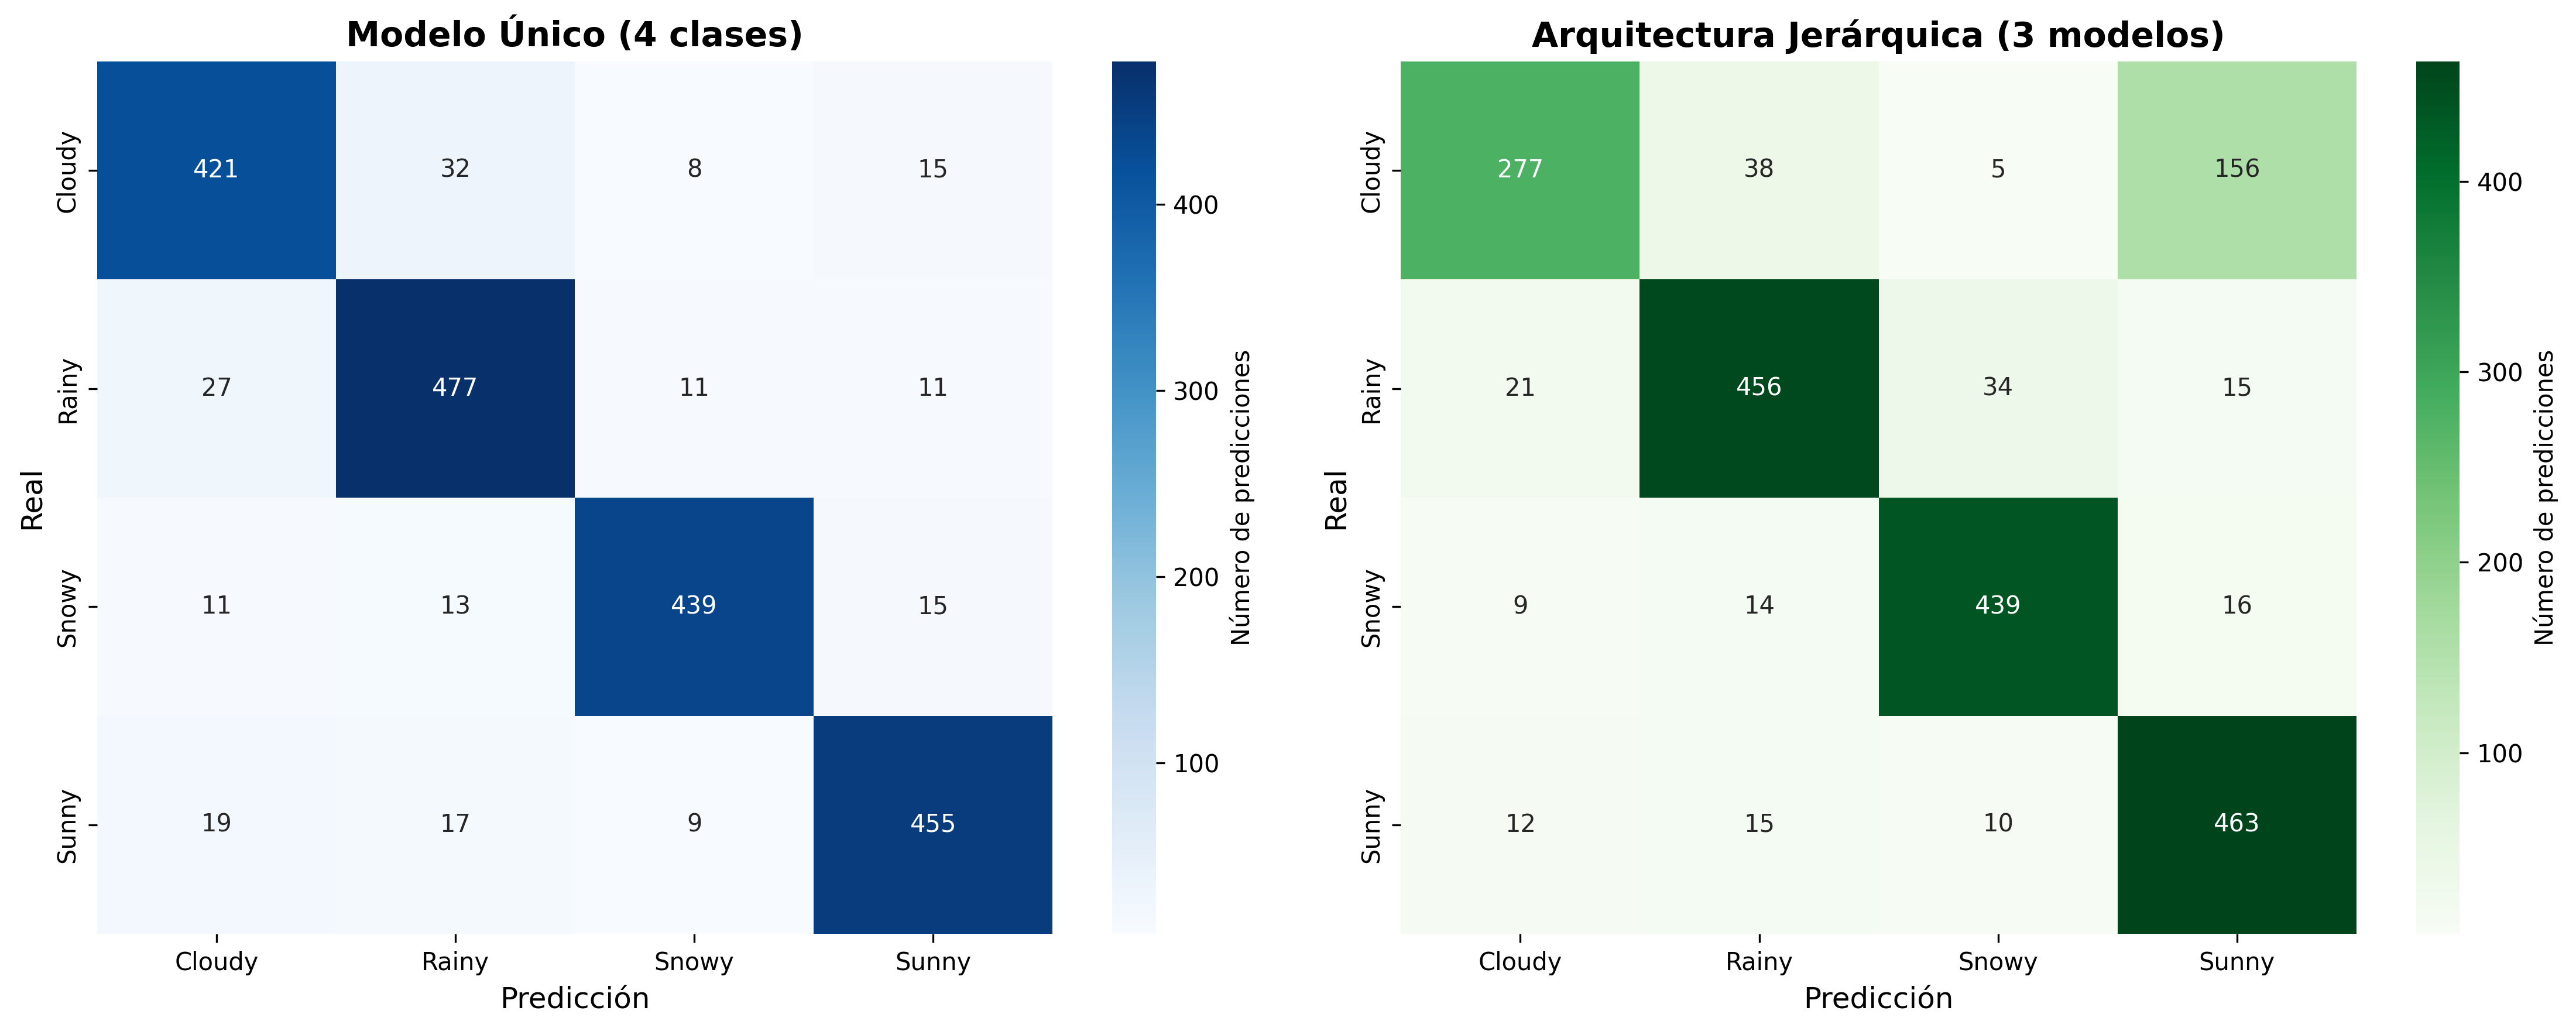 Modelo Único (4 clases)
Real
Cloudy 421 32 8 15
Rainy 27 477 11 11
Snowy 11 13 439 15
Sunny 19 17 9 455
Cloudy Rainy Snowy Sunny
Predicción
400
300
200
100
Número de predicciones
Arquitectura Jerárquica (3 modelos)
Real
Cloudy 277 38 5 156
Rainy 21 456 34 15
Snowy 9 14 439 16
Sunny 12 15 10 463
Cloudy Rainy Snowy Sunny
Predicción
400
300
200
100
Número de predicciones